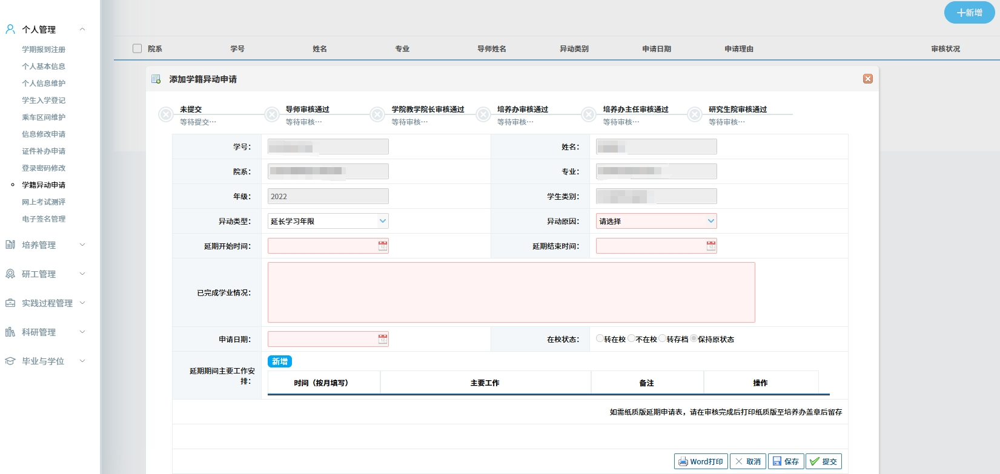 新增
个人管理
学期报到注册
个人基本信息
个人信息维护
学生入学登记
乘车区间维护
信息修改申请
证件补办申请
登录密码修改
学籍异动申请
网上考试测评
电子签名管理
培养管理
研工管理
实践过程管理
科研管理
毕业与学位
院系 学号 姓名 专业 导师姓名 异动类别 申请日期 申请理由 审核状况
添加学籍异动申请
未提交 导师审核通过 学院教学院长审核通过 培养办审核通过 培养办主任审核通过 研究生院审核通过
等待提交… 等待审核… 等待审核… 等待审核… 等待审核… 等待审核…
学号： 姓名：
院系： 专业：
年级： 2022 学生类别：
异动类型： 延长学习年限 异动原因： 请选择
延期开始时间： 延期结束时间：
已完成学业情况：
申请日期： 在校状态： 转在校 不在校 转存档 保持原状态
延期期间主要工作安
排：
新增
时间（按月填写） 主要工作 备注 操作
如需纸质版延期申请表，请在审核完成后打印纸质版至培养办盖章后留存
Word打印 取消 保存 提交